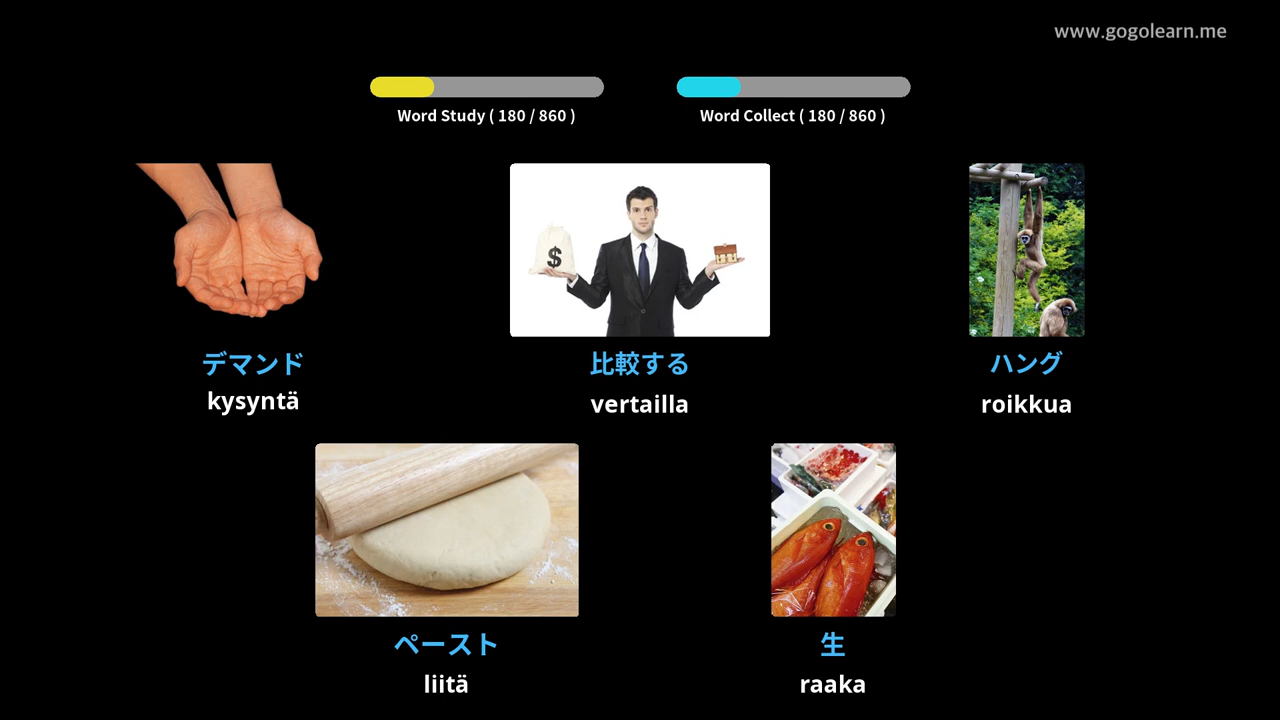 www.gogolearn.me
Word Study ( 180 / 860 )
Word Collect ( 180 / 860 )
デマンド
kysyntä
比較する
vertailla
ハング
roikkua
ペースト
liitä
生
raaka